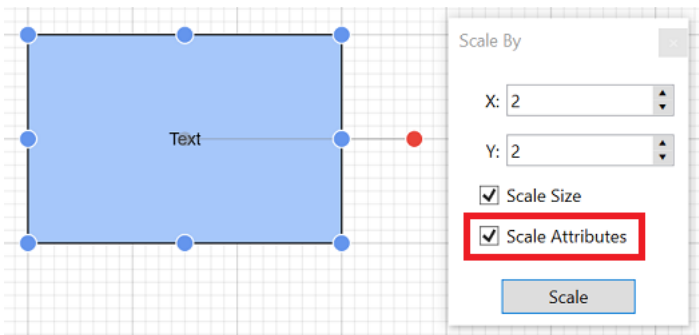 Text
Scale By
X: 2
Y: 2
Scale Size
Scale Attributes
Scale